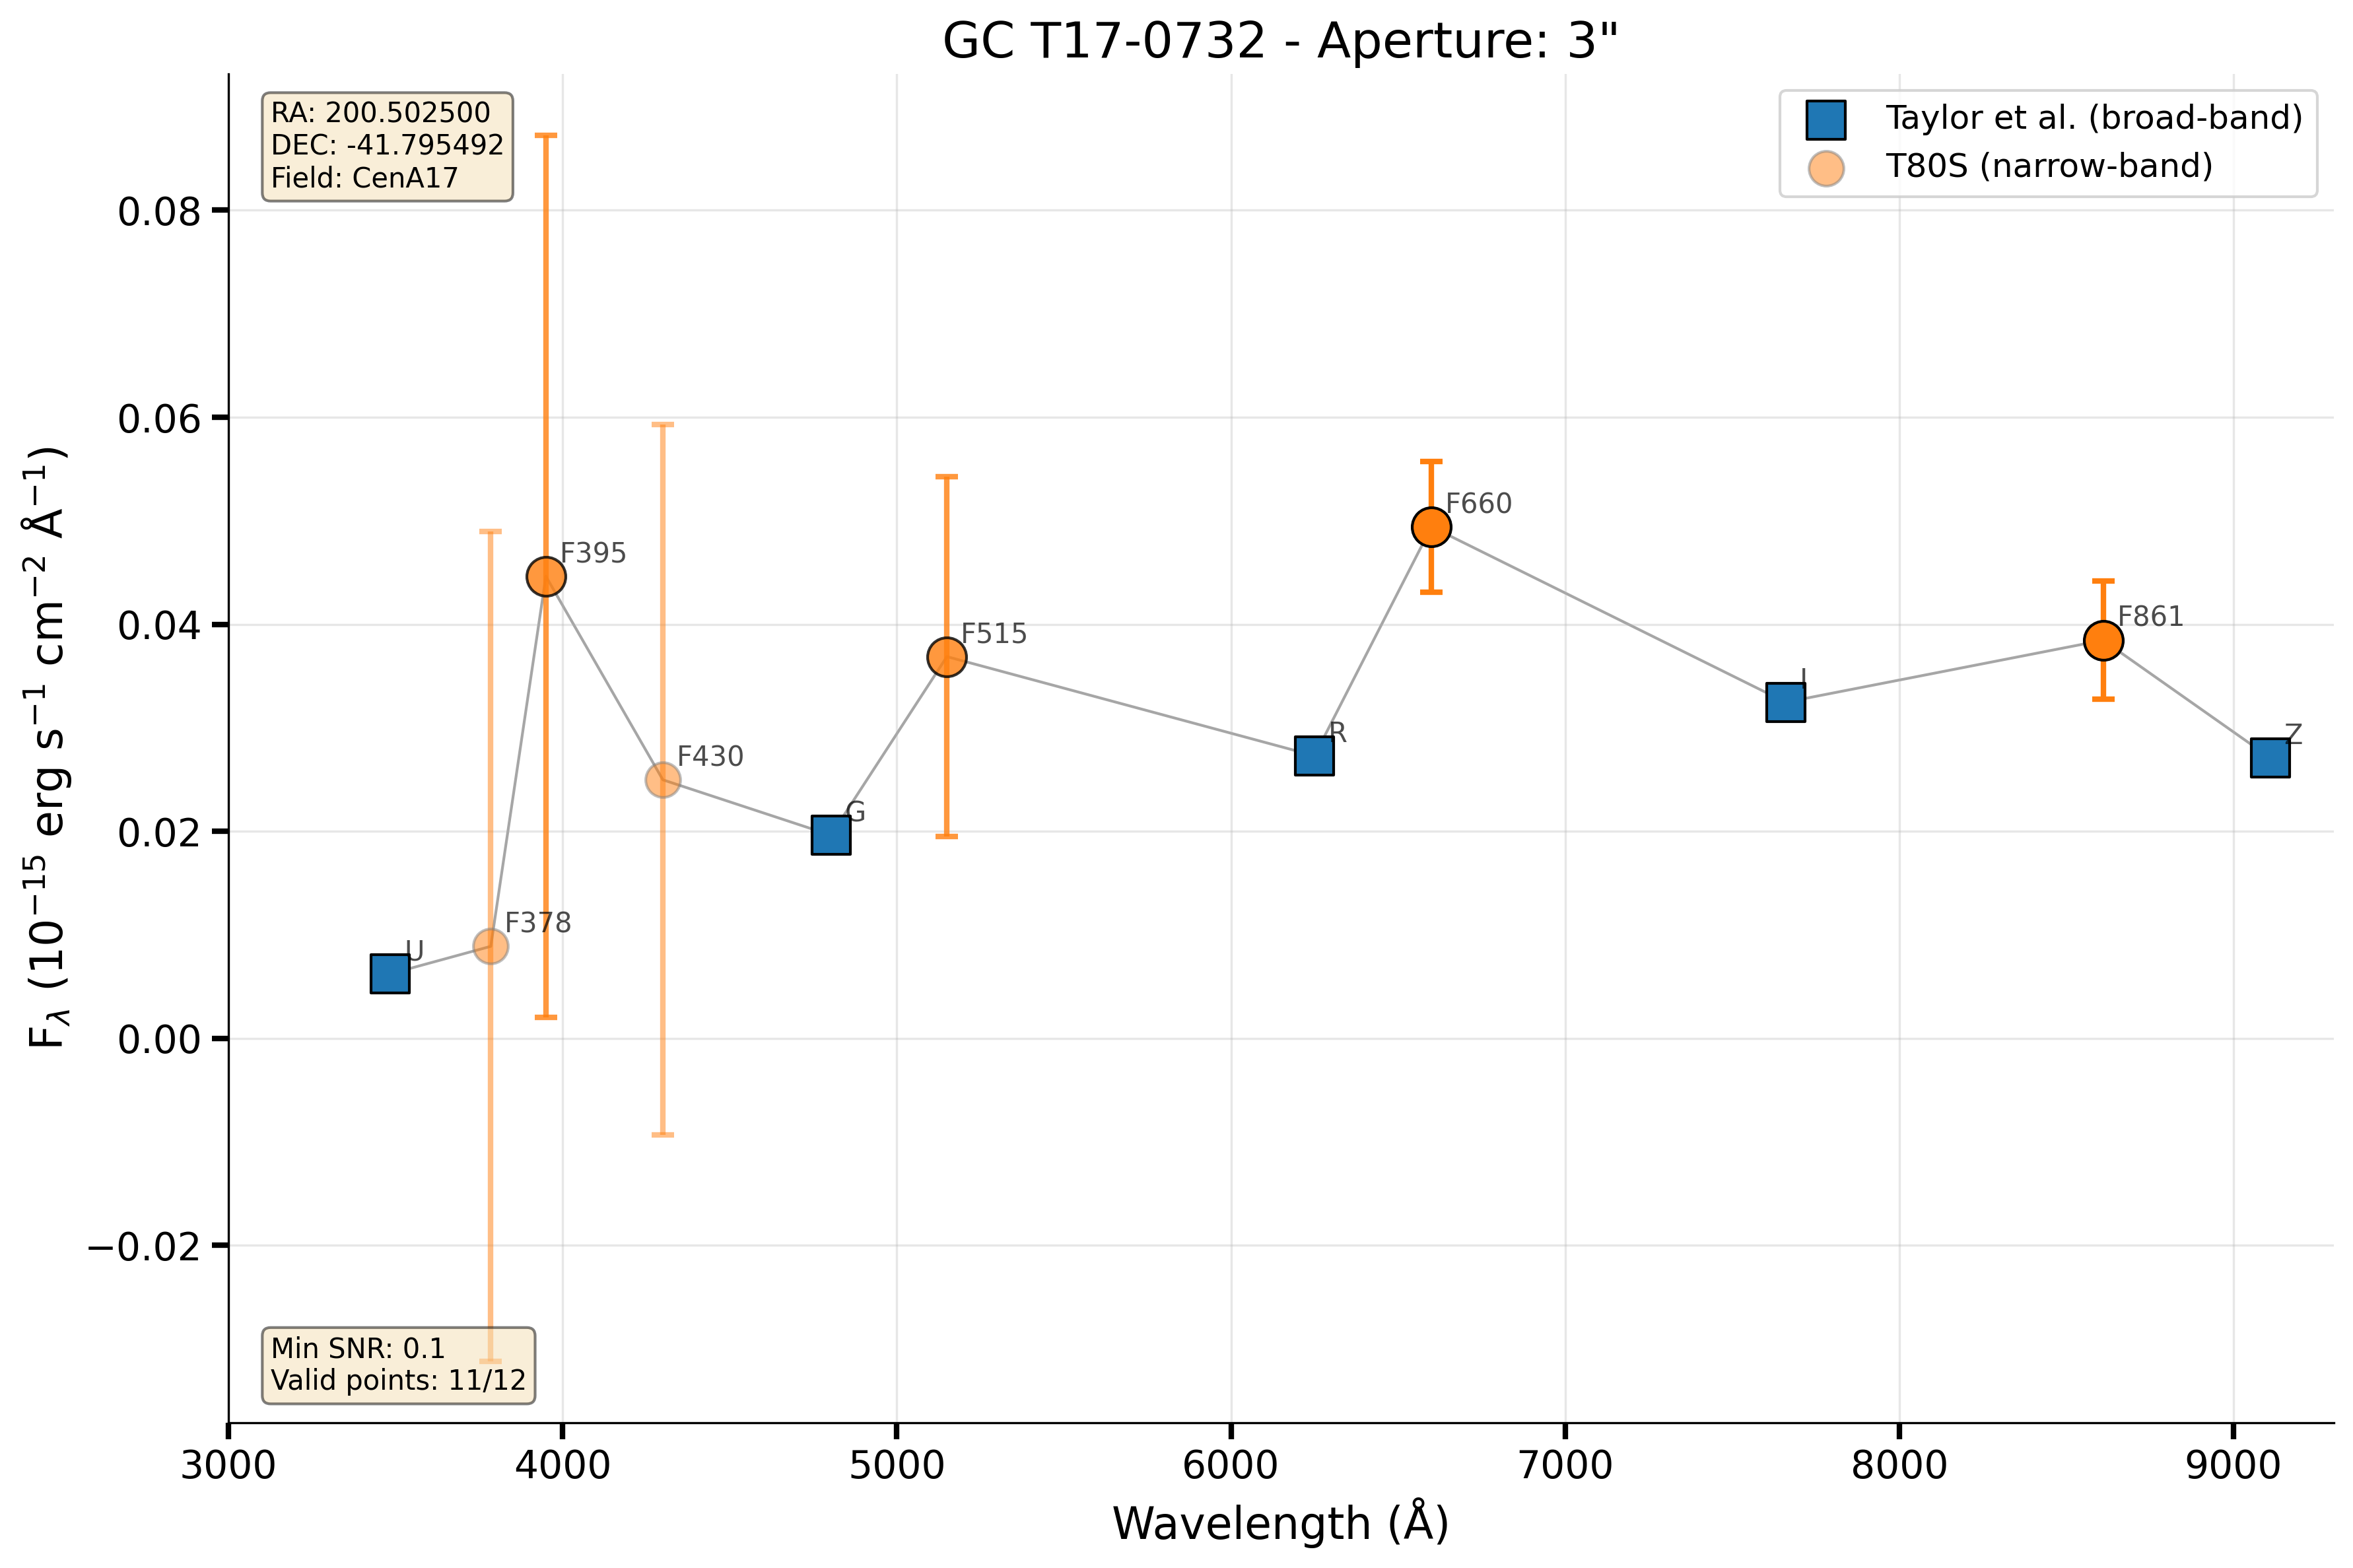 GC T17-0732 - Aperture: 3"
RA: 200.502500
DEC: -41.795492
Field: CenA17
Taylor et al. (broad-band)
T80S (narrow-band)
F_λ (10⁻¹⁵ erg s⁻¹ cm⁻² Å⁻¹)
0.08
0.06
0.04
0.02
0.00
−0.02
U
F378
F395
F430
G
F515
R
F660
I
F861
Z
Min SNR: 0.1
Valid points: 11/12
3000 4000 5000 6000 7000 8000 9000
Wavelength (Å)